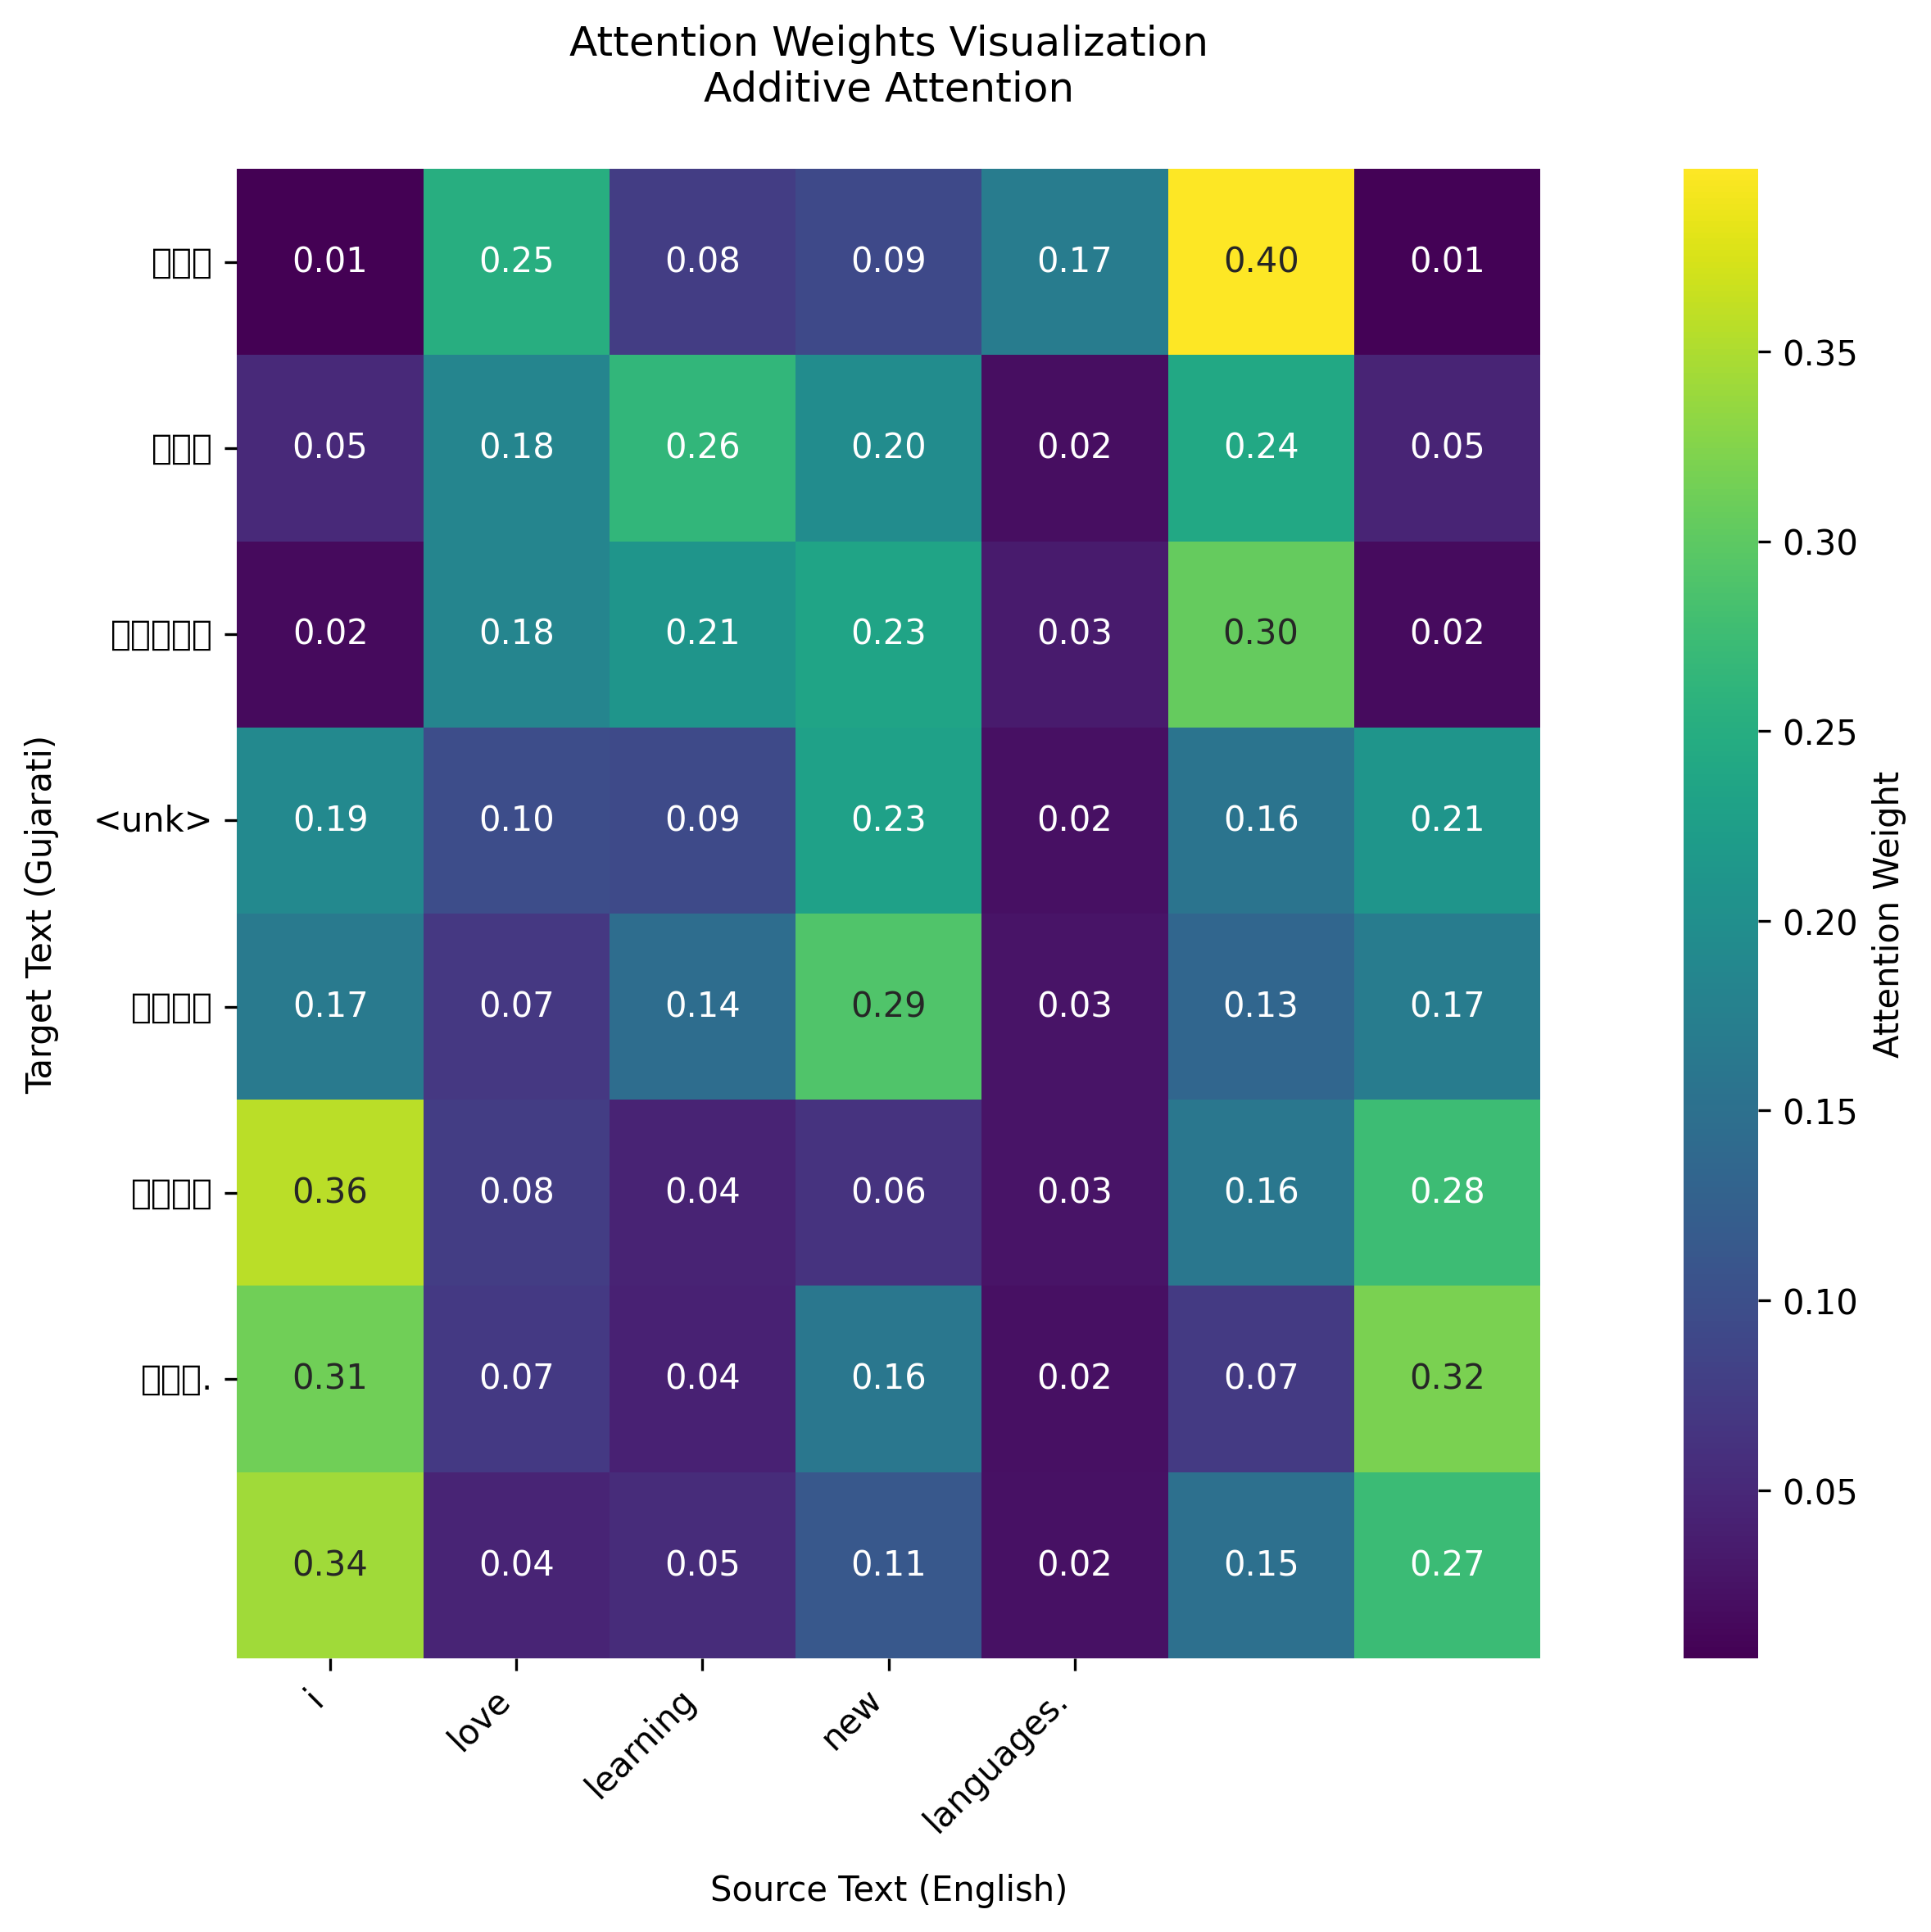 Attention Weights Visualization
Additive Attention
0.01 0.25 0.08 0.09 0.17 0.40 0.01
0.05 0.18 0.26 0.20 0.02 0.24 0.05
0.02 0.18 0.21 0.23 0.03 0.30 0.02
<unk> 0.19 0.10 0.09 0.23 0.02 0.16 0.21
0.17 0.07 0.14 0.29 0.03 0.13 0.17
0.36 0.08 0.04 0.06 0.03 0.16 0.28
0.31 0.07 0.04 0.16 0.02 0.07 0.32
0.34 0.04 0.05 0.11 0.02 0.15 0.27
i love learning new languages.
Source Text (English)
Target Text (Gujarati)
0.35
0.30
0.25
0.20
0.15
0.10
0.05
Attention Weight